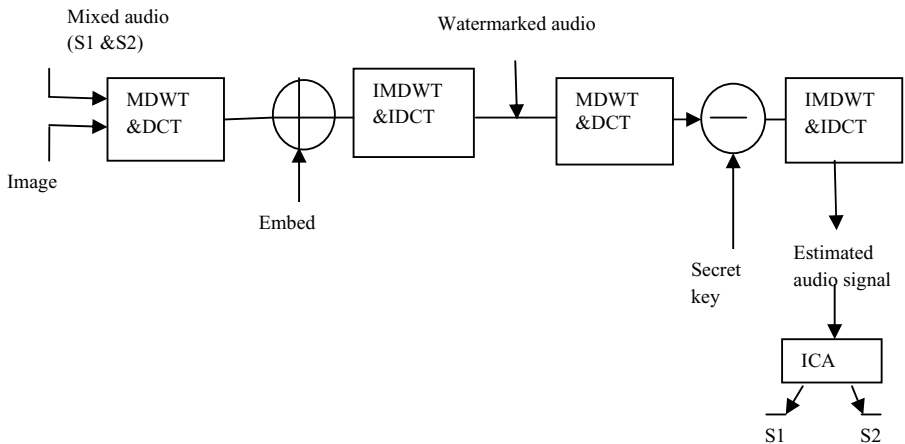 Mixed audio
(S1 &S2)
Watermarked audio
MDWT
&DCT
IMDWT
&IDCT
MDWT
&DCT
IMDWT
&IDCT
Image
Embed
Secret
key
Estimated
audio signal
ICA
S1
S2